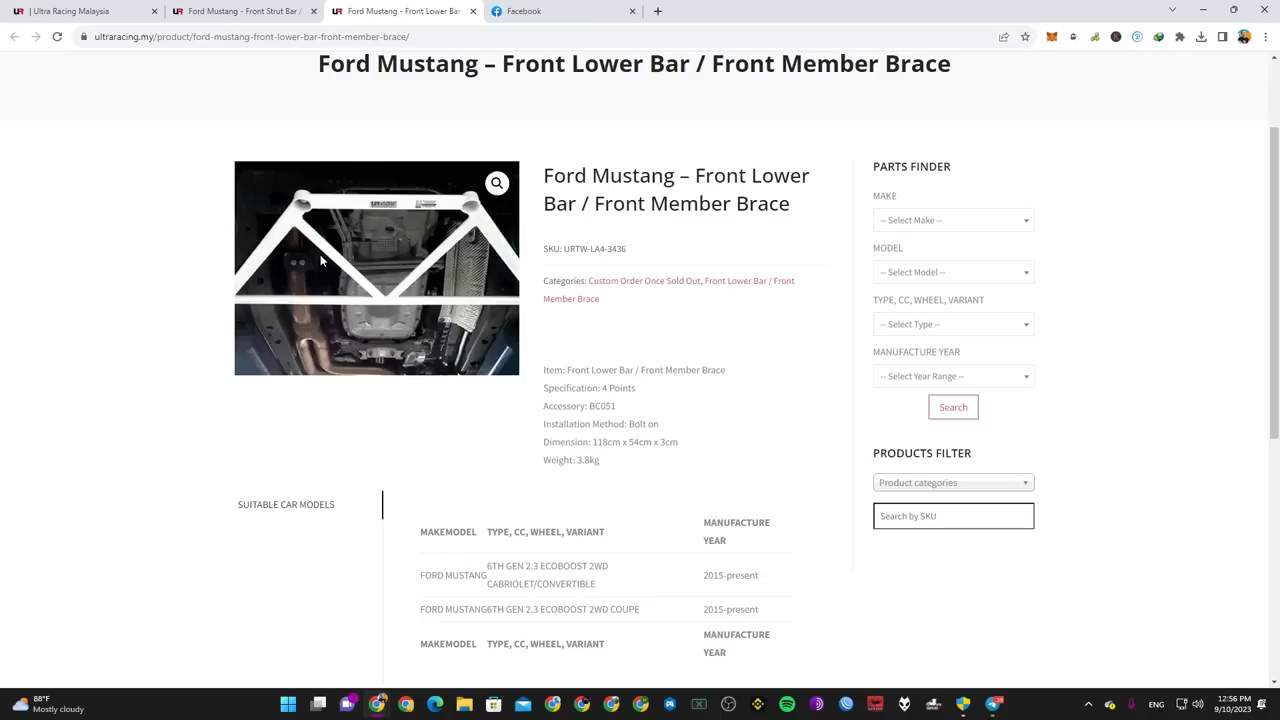 | Ultra Racing Malaysia
Ford Mustang - Front Strut Bar /
Ford Mustang - Front Lower Bar
Facebook
ultraracing.my/product/ford-mustang-front-lower-bar-front-member-brace/
Ford Mustang – Front Lower Bar / Front Member Brace
Ford Mustang – Front Lower
Bar / Front Member Brace
SKU: URTW-LA4-3436
Categories: Custom Order Once Sold Out, Front Lower Bar / Front
Member Brace
Item: Front Lower Bar / Front Member Brace
Specification: 4 Points
Accessory: BC051
Installation Method: Bolt on
Dimension: 118cm x 54cm x 3cm
Weight: 3.8kg
SUITABLE CAR MODELS
MAKEMODEL TYPE, CC, WHEEL, VARIANT MANUFACTURE
YEAR
FORD MUSTANG 6TH GEN 2.3 ECOBOOST 2WD
CABRIOLET/CONVERTIBLE 2015-present
FORD MUSTANG6TH GEN 2.3 ECOBOOST 2WD COUPE 2015-present
MAKEMODEL TYPE, CC, WHEEL, VARIANT MANUFACTURE
YEAR
PARTS FINDER
MAKE
-- Select Make --
MODEL
-- Select Model --
TYPE, CC, WHEEL, VARIANT
-- Select Type --
MANUFACTURE YEAR
-- Select Year Range --
Search
PRODUCTS FILTER
Product categories
Search by SKU
88°F
Mostly cloudy
ENG
12:56 PM
9/10/2023